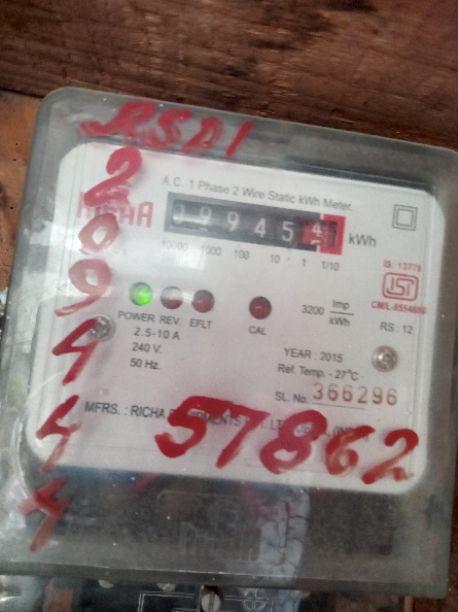 RSD1
2
0
9
4
4
4
A.C. 1 Phase 2 Wire Static kWh Meter.
RICHA
09945 kWh
10000 1000 100 10 1 1/10
IS: 13779
ISI
RS : 12
POWER REV. EFLT CAL
3200 Imp/kWh
2.5-10 A
240 V.
50 Hz.
YEAR : 2015
Ref. Temp. - 27°C
SL. No. 366296
MFRS. : RICHA
57862